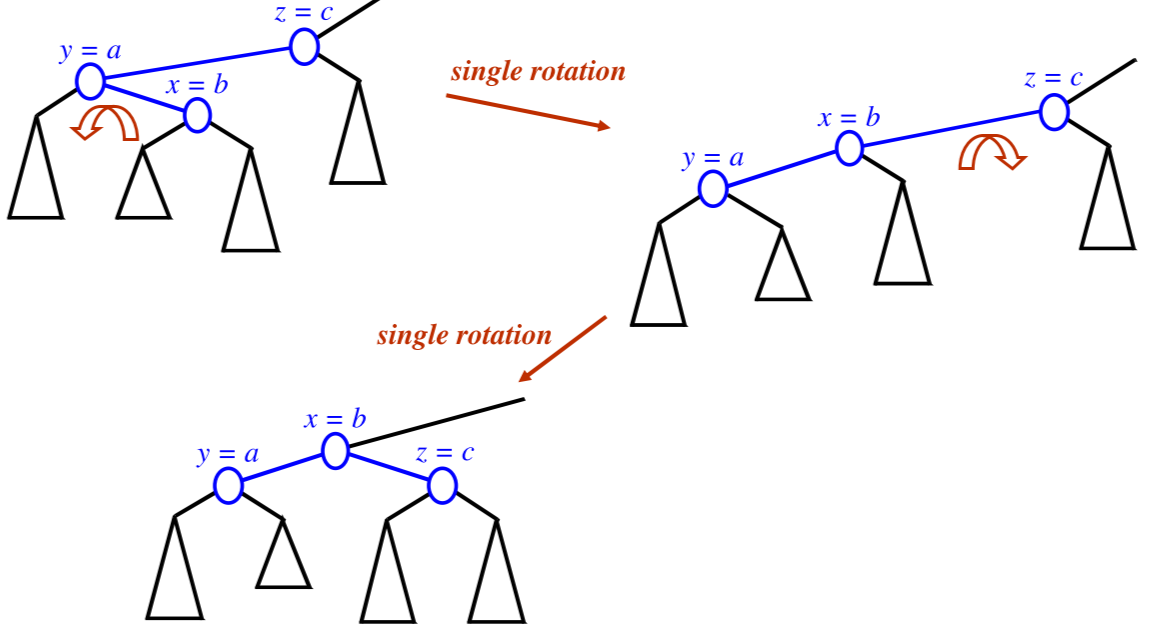 z = c
y = a
x = b
single rotation
z = c
x = b
y = a
single rotation
x = b
y = a
z = c